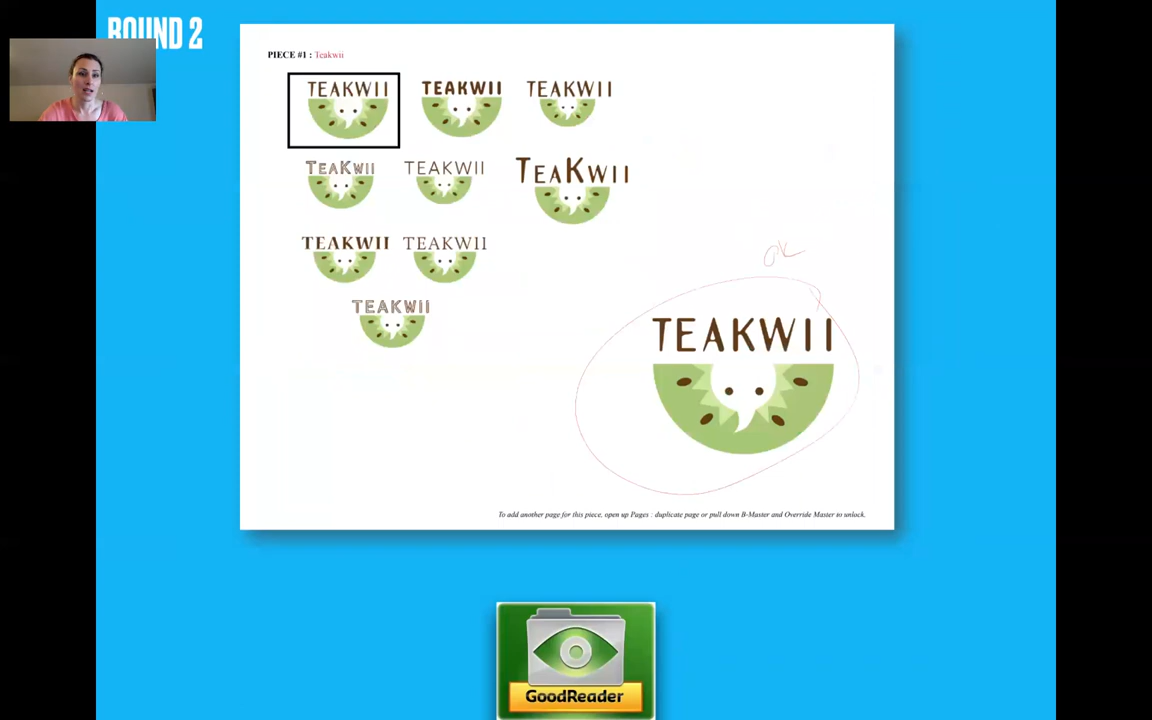 ROUND 2
PIECE #1 : Teakwii
TEAKWII TEAKWII TEAKWII
TEAKWII TEAKWII TEAKWII
TEAKWII TEAKWII
TEAKWII
OK
TEAKWII
To add another page for this piece, open up Pages : duplicate page or pull down B-Master and Override Master to unlock.
GoodReader